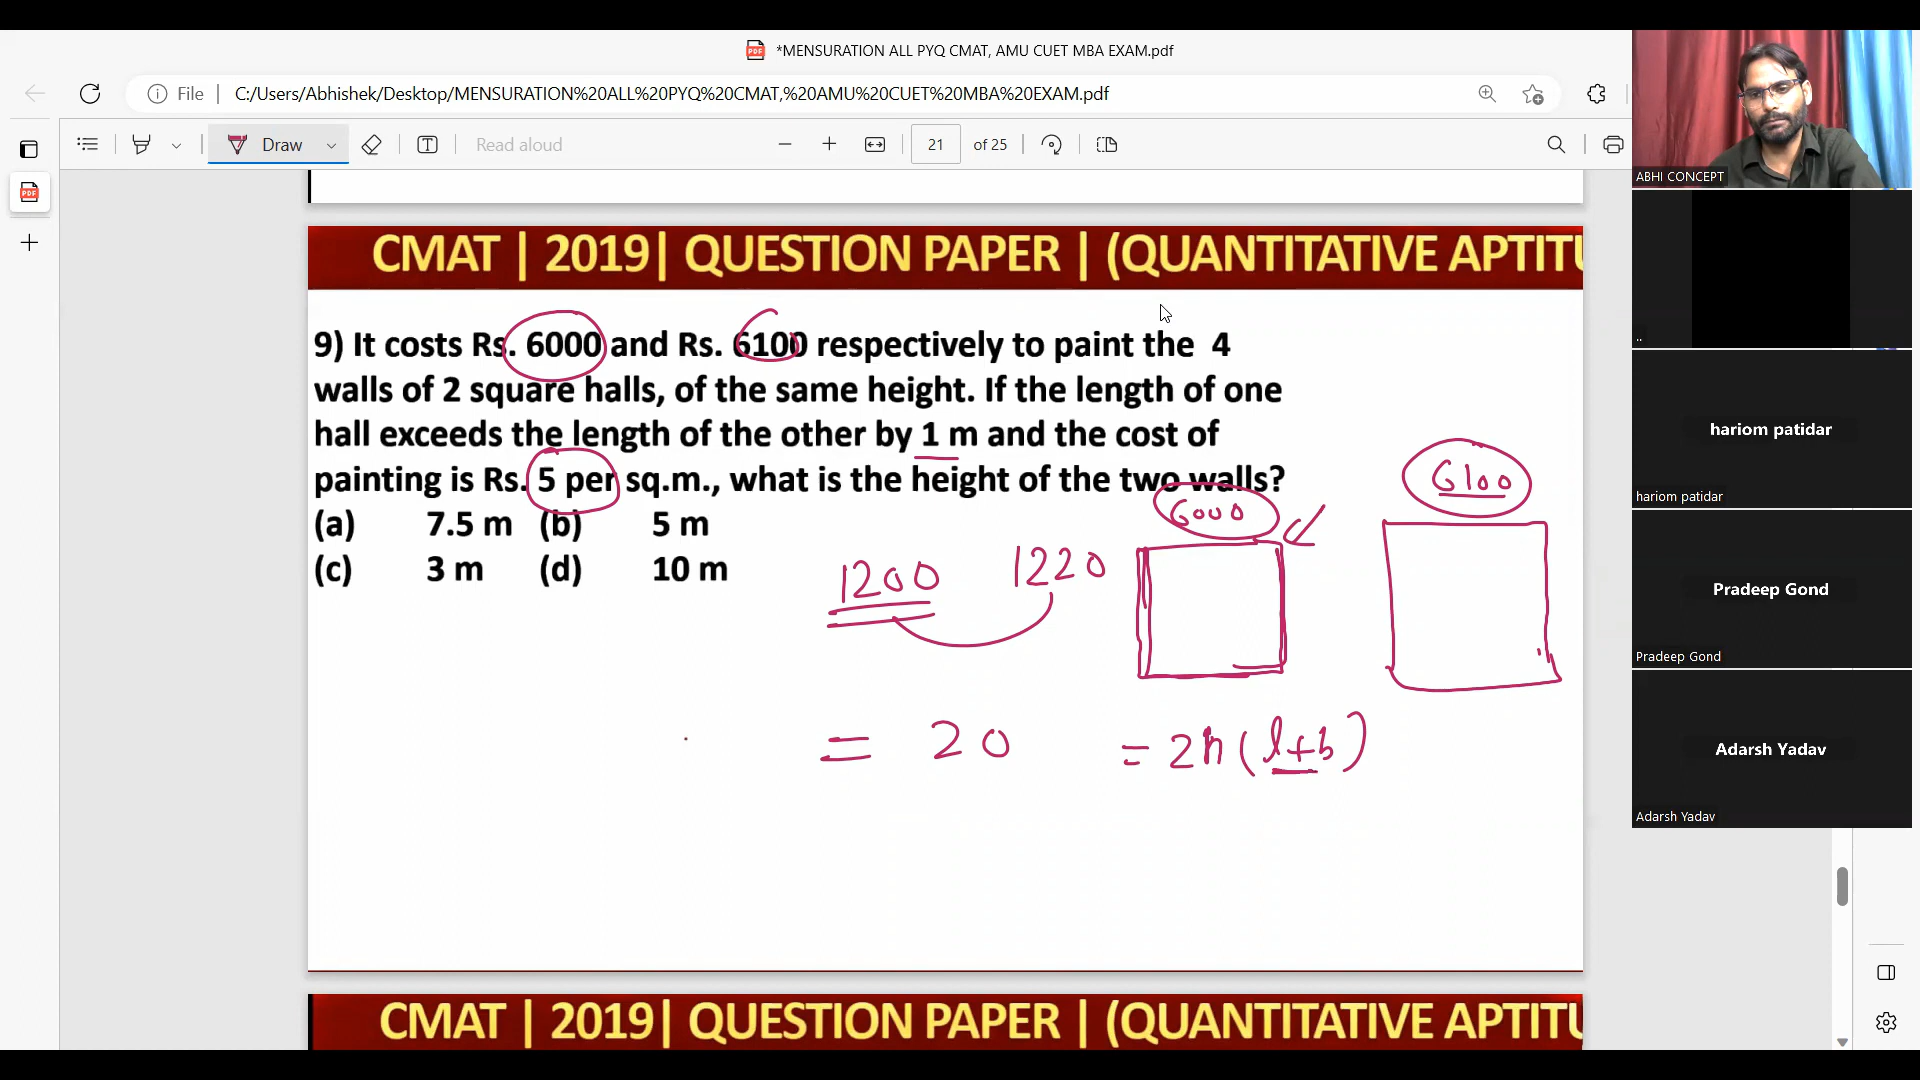 *MENSURATION ALL PYQ CMAT, AMU CUET MBA EXAM.pdf
File C:/Users/Abhishek/Desktop/MENSURATION%20ALL%20PYQ%20CMAT,%20AMU%20CUET%20MBA%20EXAM.pdf
Draw Read aloud 21 of 25
ABHI CONCEPT
CMAT | 2019| QUESTION PAPER | (QUANTITATIVE APTITU
9) It costs Rs. 6000 and Rs. 6100 respectively to paint the 4
walls of 2 square halls, of the same height. If the length of one
hall exceeds the length of the other by 1 m and the cost of
painting is Rs. 5 per sq.m., what is the height of the two walls?
(a) 7.5 m (b) 5 m
(c) 3 m (d) 10 m
6000 6100
1200 1220
= 20 = 2h (l+b)
CMAT | 2019| QUESTION PAPER | (QUANTITATIVE APTITU
..
hariom patidar
hariom patidar
Pradeep Gond
Pradeep Gond
Adarsh Yadav
Adarsh Yadav